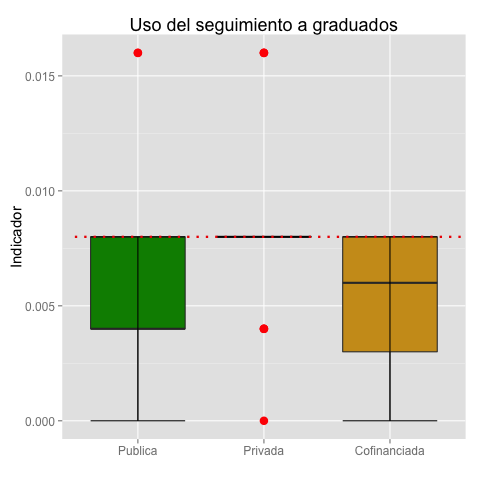 Uso del seguimiento a graduados
Indicador
0.015
0.010
0.005
0.000
Publica
Privada
Cofinanciada